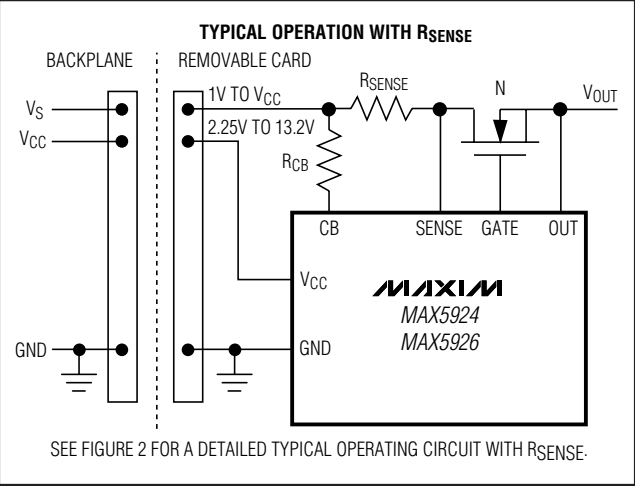 TYPICAL OPERATION WITH RSENSE
BACKPLANE
REMOVABLE CARD
VS
VCC
GND
1V TO VCC
2.25V TO 13.2V
RSENSE
RCB
N
VOUT
CB
SENSE
GATE
OUT
VCC
GND
MAXIM
MAX5924
MAX5926
SEE FIGURE 2 FOR A DETAILED TYPICAL OPERATING CIRCUIT WITH RSENSE.